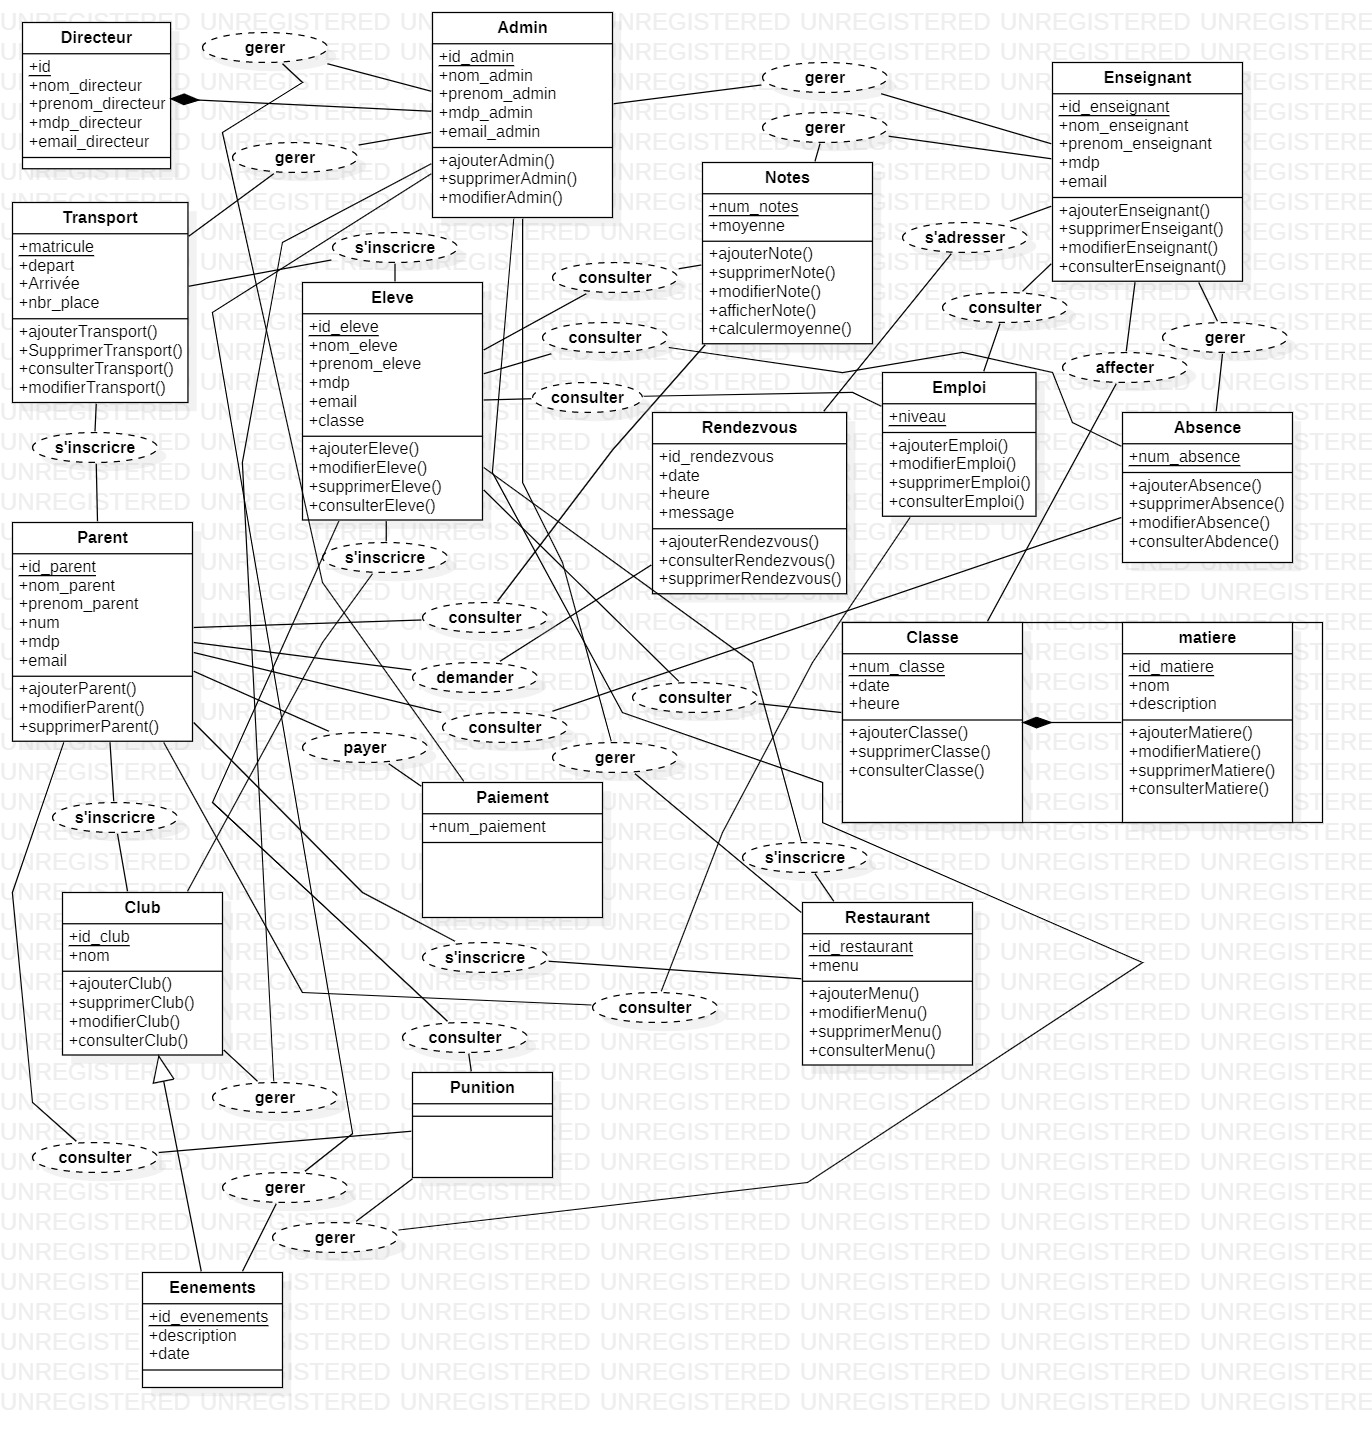 Directeur
+id
+nom_directeur
+prenom_directeur
+mdp_directeur
+email_directeur
gerer
gerer
Admin
+id_admin
+nom_admin
+prenom_admin
+mdp_admin
+email_admin
+ajouterAdmin()
+supprimerAdmin()
+modifierAdmin()
gerer
gerer
Enseignant
+id_enseignant
+nom_enseignant
+prenom_enseignant
+mdp
+email
+ajouterEnseignant()
+supprimerEnseigant()
+modifierEnseignant()
+consulterEnseignant()
Transport
+matricule
+depart
+Arrivée
+nbr_place
+ajouterTransport()
+SupprimerTransport()
+consulterTransport()
+modifierTransport()
s'inscricre
Notes
+num_notes
+moyenne
+ajouterNote()
+supprimerNote()
+modifierNote()
+afficherNote()
+calculermoyenne()
s'adresser
consulter
consulter
consulter
consulter
gerer
affecter
Eleve
+id_eleve
+nom_eleve
+prenom_eleve
+mdp
+email
+classe
+ajouterEleve()
+modifierEleve()
+supprimerEleve()
+consulterEleve()
Emploi
+niveau
+ajouterEmploi()
+modifierEmploi()
+supprimerEmploi()
+consulterEmploi()
Rendezvous
+id_rendezvous
+date
+heure
+message
+ajouterRendezvous()
+consulterRendezvous()
+supprimerRendezvous()
Absence
+num_absence
+ajouterAbsence()
+supprimerAbsence()
+modifierAbsence()
+consulterAbdence()
s'inscricre
Parent
+id_parent
+nom_parent
+prenom_parent
+num
+mdp
+email
+ajouterParent()
+modifierParent()
+supprimerParent()
s'inscricre
consulter
demander
consulter
consulter
payer
gerer
Classe
+num_classe
+date
+heure
+ajouterClasse()
+supprimerClasse()
+consulterClasse()
matiere
+id_matiere
+nom
+description
+ajouterMatiere()
+modifierMatiere()
+supprimerMatiere()
+consulterMatiere()
Paiement
+num_paiement
s'inscricre
s'inscricre
Club
+id_club
+nom
+ajouterClub()
+supprimerClub()
+modifierClub()
+consulterClub()
Restaurant
+id_restaurant
+menu
+ajouterMenu()
+modifierMenu()
+supprimerMenu()
+consulterMenu()
s'inscricre
consulter
consulter
Punition
gerer
consulter
gerer
gerer
Eenements
+id_evenements
+description
+date
UNREGISTERED